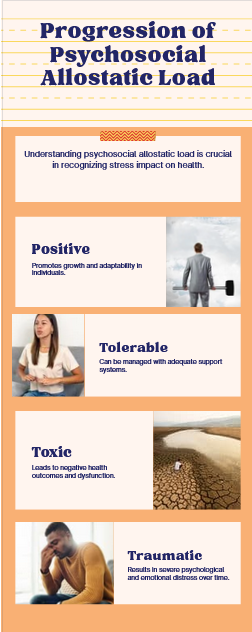 Progression of
Psychosocial
Allostatic Load
Understanding psychosocial allostatic load is crucial
in recognizing stress impact on health.
Positive
Promotes growth and adaptability in
individuals.
Tolerable
Can be managed with adequate support
systems.
Toxic
Leads to negative health
outcomes and dysfunction.
Traumatic
Results in severe psychological
and emotional distress over time.